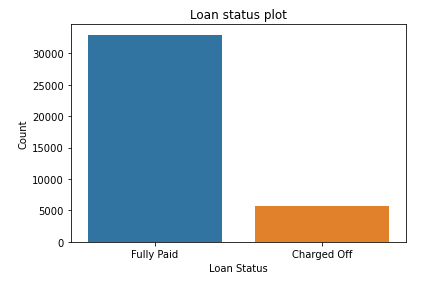 Loan status plot
30000
25000
20000
15000
10000
5000
0
Count
Fully Paid
Charged Off
Loan Status